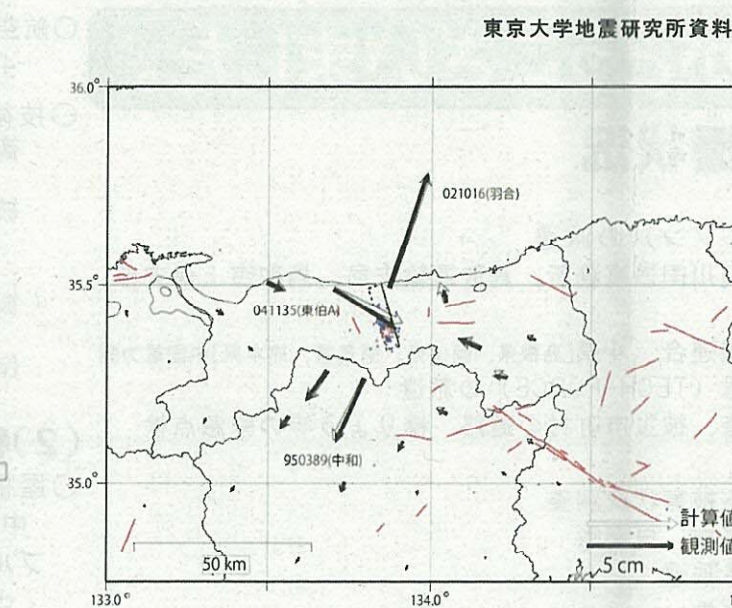 東京大学地震研究所資料
36.0°
021016(羽合)
35.5°
041135(東伯A)
950389(中和)
35.0°
計算値
観測値
50 km
5 cm
133.0°
134.0°